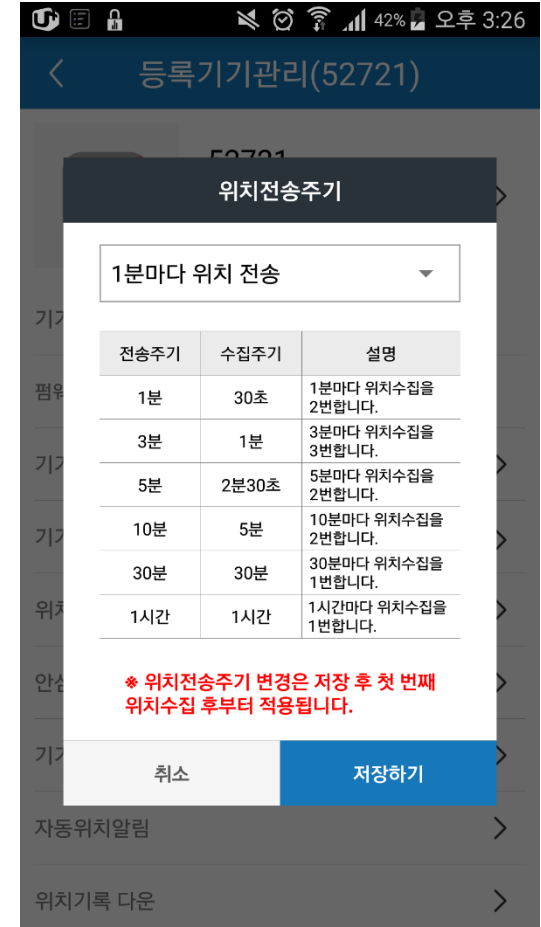 42% 오후 3:26
등록기기관리(52721)
위치전송주기
1분마다 위치 전송
전송주기 수집주기 설명
1분 30초 1분마다 위치수집을
2번합니다.
3분 1분 3분마다 위치수집을
3번합니다.
5분 2분30초 5분마다 위치수집을
2번합니다.
10분 5분 10분마다 위치수집을
2번합니다.
30분 30분 30분마다 위치수집을
1번합니다.
1시간 1시간 1시간마다 위치수집을
1번합니다.
※ 위치전송주기 변경은 저장 후 첫 번째
위치수집 후부터 적용됩니다.
취소 저장하기
자동위치알림
위치기록 다운